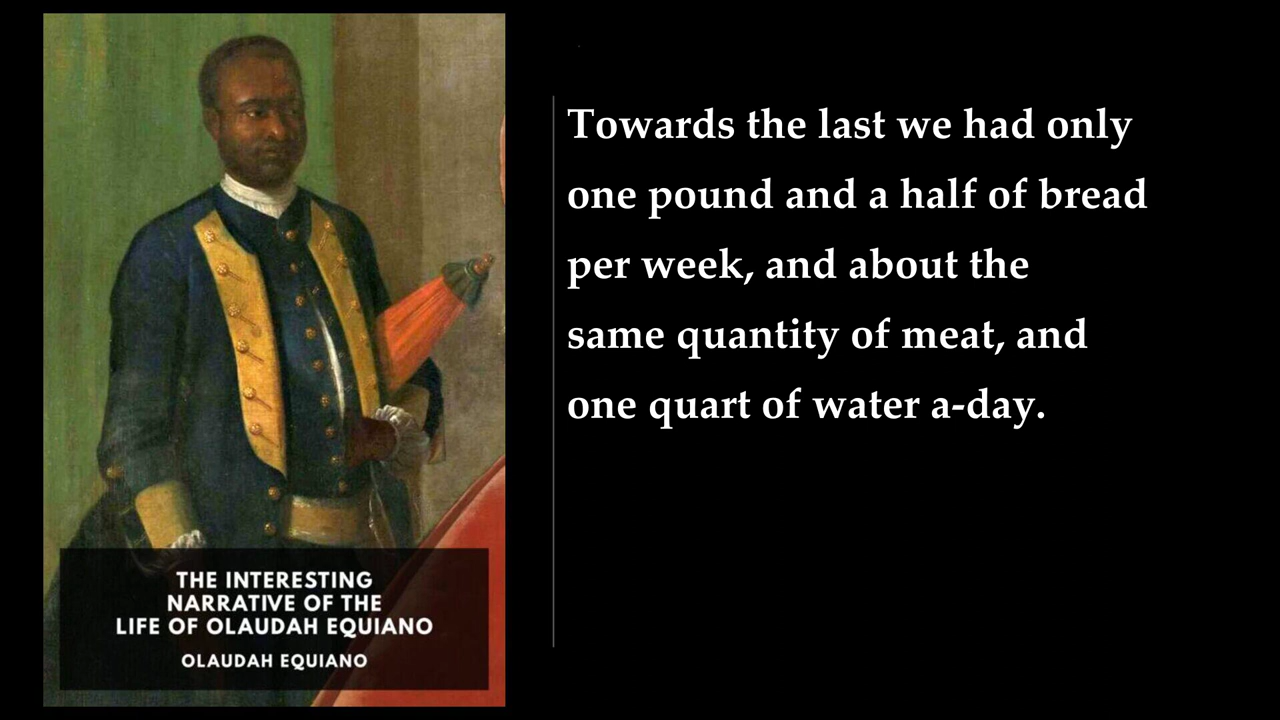 Towards the last we had only
one pound and a half of bread
per week, and about the
same quantity of meat, and
one quart of water a-day.
THE INTERESTING
NARRATIVE OF THE
LIFE OF OLAUDAH EQUIANO
OLAUDAH EQUIANO